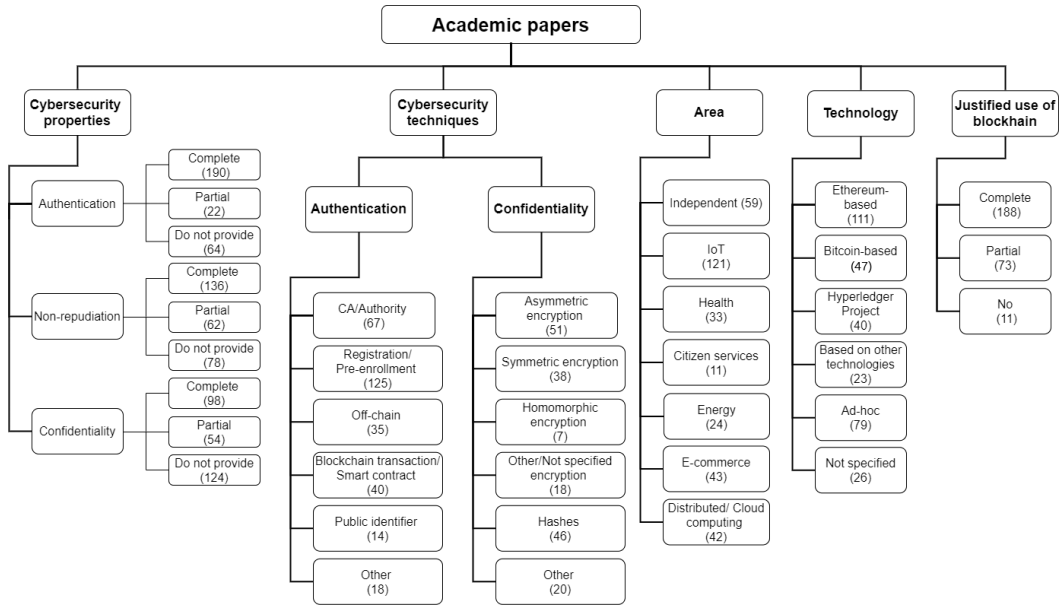 Academic papers
Cybersecurity
properties
Authentication
Complete
(190)
Partial
(22)
Do not provide
(64)
Non-repudiation
Complete
(136)
Partial
(62)
Do not provide
(78)
Confidentiality
Complete
(98)
Partial
(54)
Do not provide
(124)
Cybersecurity
techniques
Authentication
CA/Authority
(67)
Registration/
Pre-enrollment
(125)
Off-chain
(35)
Blockchain transaction/
Smart contract
(40)
Public identifier
(14)
Other
(18)
Confidentiality
Asymmetric
encryption
(51)
Symmetric encryption
(38)
Homomorphic
encryption
(7)
Other/Not specified
encryption
(18)
Hashes
(46)
Other
(20)
Area
Independent (59)
IoT
(121)
Health
(33)
Citizen services
(11)
Energy
(24)
E-commerce
(43)
Distributed/ Cloud
computing
(42)
Technology
Ethereum-
based
(111)
Bitcoin-based
(47)
Hyperledger
Project
(40)
Based on other
technologies
(23)
Ad-hoc
(79)
Not specified
(26)
Justified use of
blockhain
Complete
(188)
Partial
(73)
No
(11)